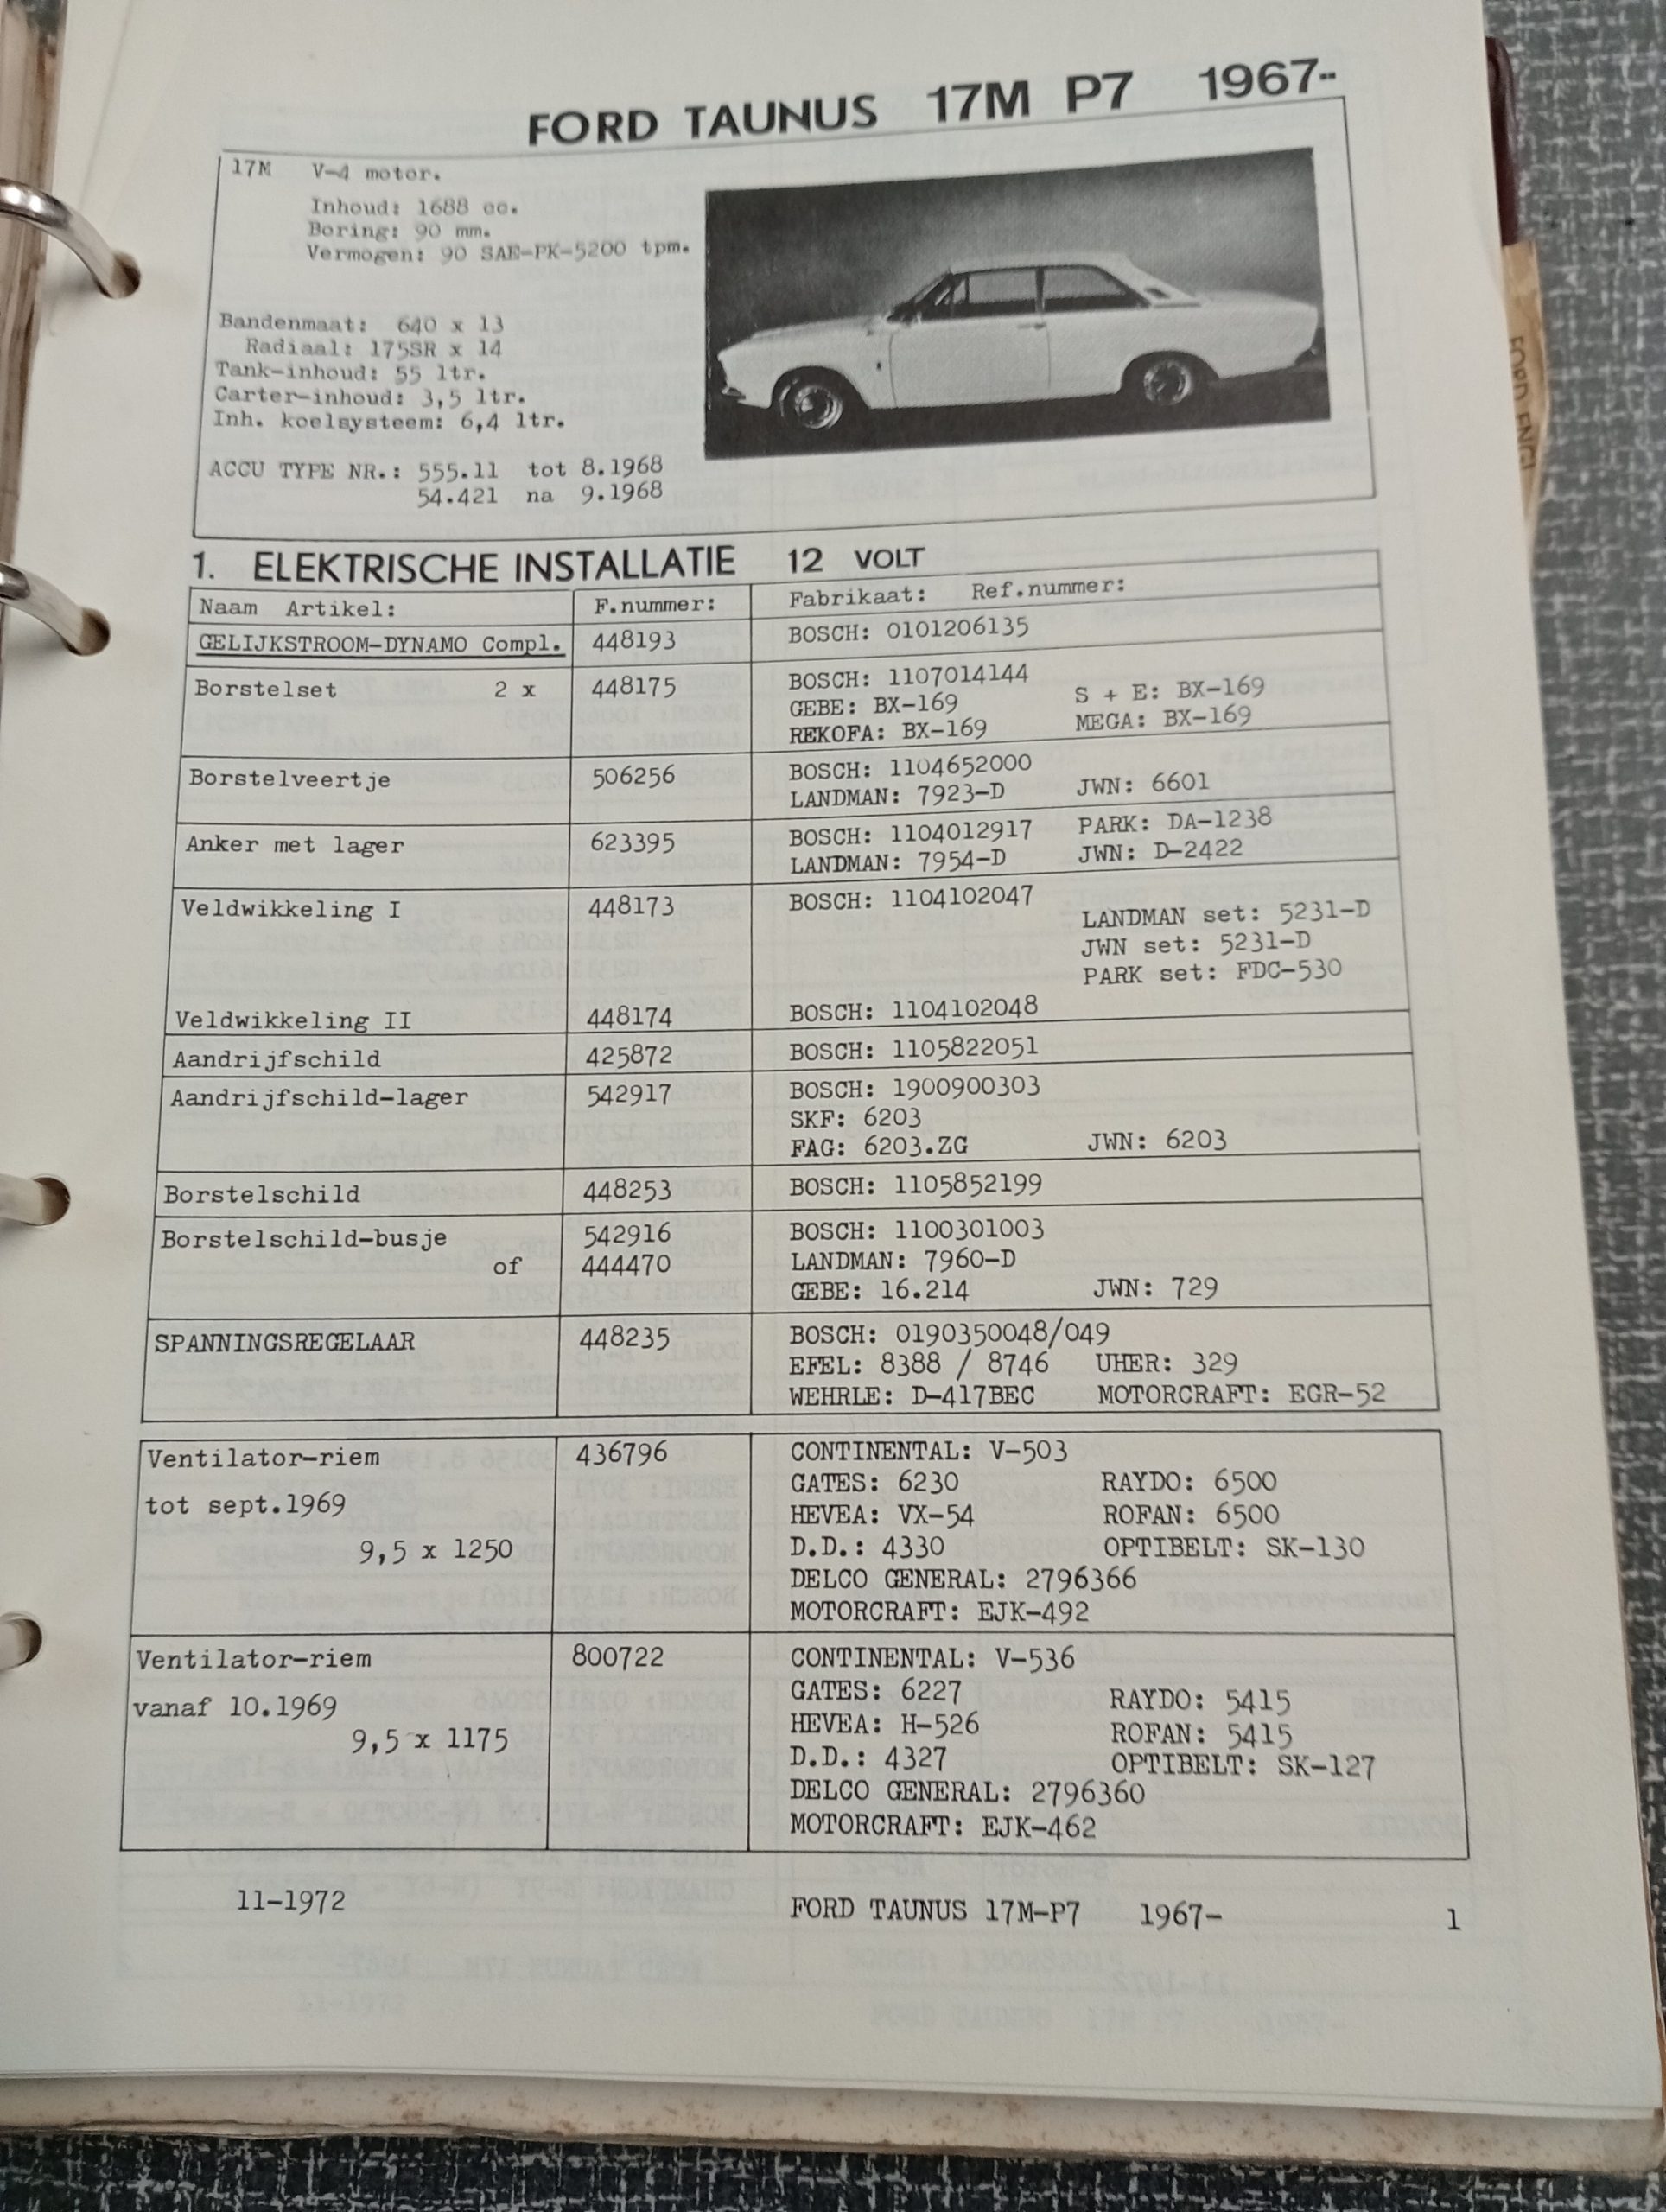 FORD TAUNUS 17M P7 1967-
17M V-4 motor.
Inhoud: 1688 cc.
Boring: 90 mm.
Vermogen: 90 SAE-PK-5200 tpm.
Bandenmaat: 640 x 13
Radiaal: 175SR x 14
Tank-inhoud: 55 ltr.
Carter-inhoud: 3,5 ltr.
Inh. koelsysteem: 6,4 ltr.
ACCU TYPE NR.: 555.11 tot 8.1968
54.421 na 9.1968
1. ELEKTRISCHE INSTALLATIE 12 VOLT
Naam Artikel: F.nummer: Fabrikaat: Ref.nummer:
GELIJKSTROOM-DYNAMO Compl. 448193 BOSCH: 0101206135
Borstelset 2 x 448175 BOSCH: 1107014144
GEBE: BX-169 S + E: BX-169
REKOFA: BX-169 MEGA: BX-169
Borstelveertje 506256 BOSCH: 1104652000
LANDMAN: 7923-D JWN: 6601
Anker met lager 623395 BOSCH: 1104012917 PARK: DA-1238
LANDMAN: 7954-D JWN: D-2422
Veldwikkeling I 448173 BOSCH: 1104102047
LANDMAN set: 5231-D
JWN set: 5231-D
PARK set: FDC-530
Veldwikkeling II 448174 BOSCH: 1104102048
Aandrijfschild 425872 BOSCH: 1105822051
Aandrijfschild-lager 542917 BOSCH: 1900900303
SKF: 6203
FAG: 6203.ZG JWN: 6203
Borstelschild 448253 BOSCH: 1105852199
Borstelschild-busje 542916 BOSCH: 1100301003
of 444470 LANDMAN: 7960-D
GEBE: 16.214 JWN: 729
SPANNINGSREGELAAR 448235 BOSCH: 0190350048/049
EFEL: 8388 / 8746 UHER: 329
WEHRLE: D-417BEC MOTORCRAFT: EGR-52
Ventilator-riem 436796 CONTINENTAL: V-503
GATES: 6230 RAYDO: 6500
tot sept.1969 HEVEA: VX-54 ROFAN: 6500
9,5 x 1250 D.D.: 4330 OPTIBELT: SK-130
DELCO GENERAL: 2796366
MOTORCRAFT: EJK-492
Ventilator-riem 800722 CONTINENTAL: V-536
GATES: 6227 RAYDO: 5415
vanaf 10.1969 HEVEA: H-526 ROFAN: 5415
9,5 x 1175 D.D.: 4327 OPTIBELT: SK-127
DELCO GENERAL: 2796360
MOTORCRAFT: EJK-462
11-1972 FORD TAUNUS 17M-P7 1967- 1